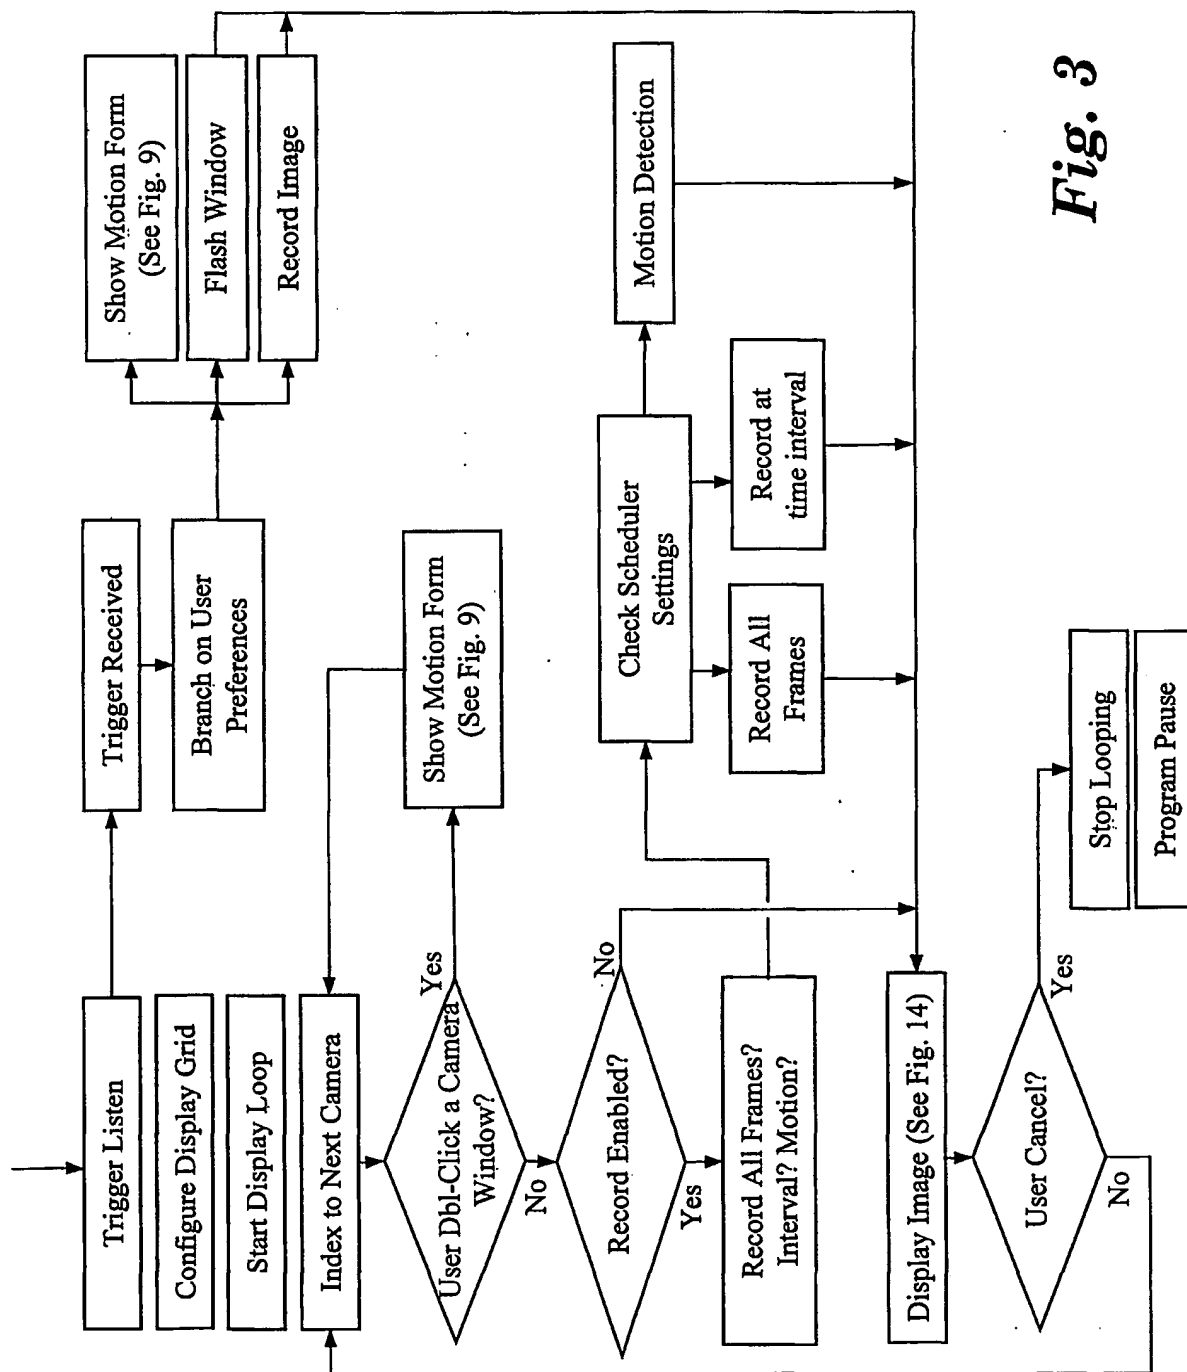 Trigger Listen
Configure Display Grid
Start Display Loop
Index to Next Camera
User Dbl-Click a Camera
Window?
Yes
No
Record Enabled?
No
Yes
Record All Frames?
Interval? Motion?
Display Image (See Fig. 14)
User Cancel?
Yes
No
Trigger Received
Branch on User
Preferences
Show Motion Form
(See Fig. 9)
Flash Window
Record Image
Show Motion Form
(See Fig. 9)
Check Scheduler
Settings
Record All
Frames
Record at
time interval
Motion Detection
Stop Looping
Program Pause
Fig. 3